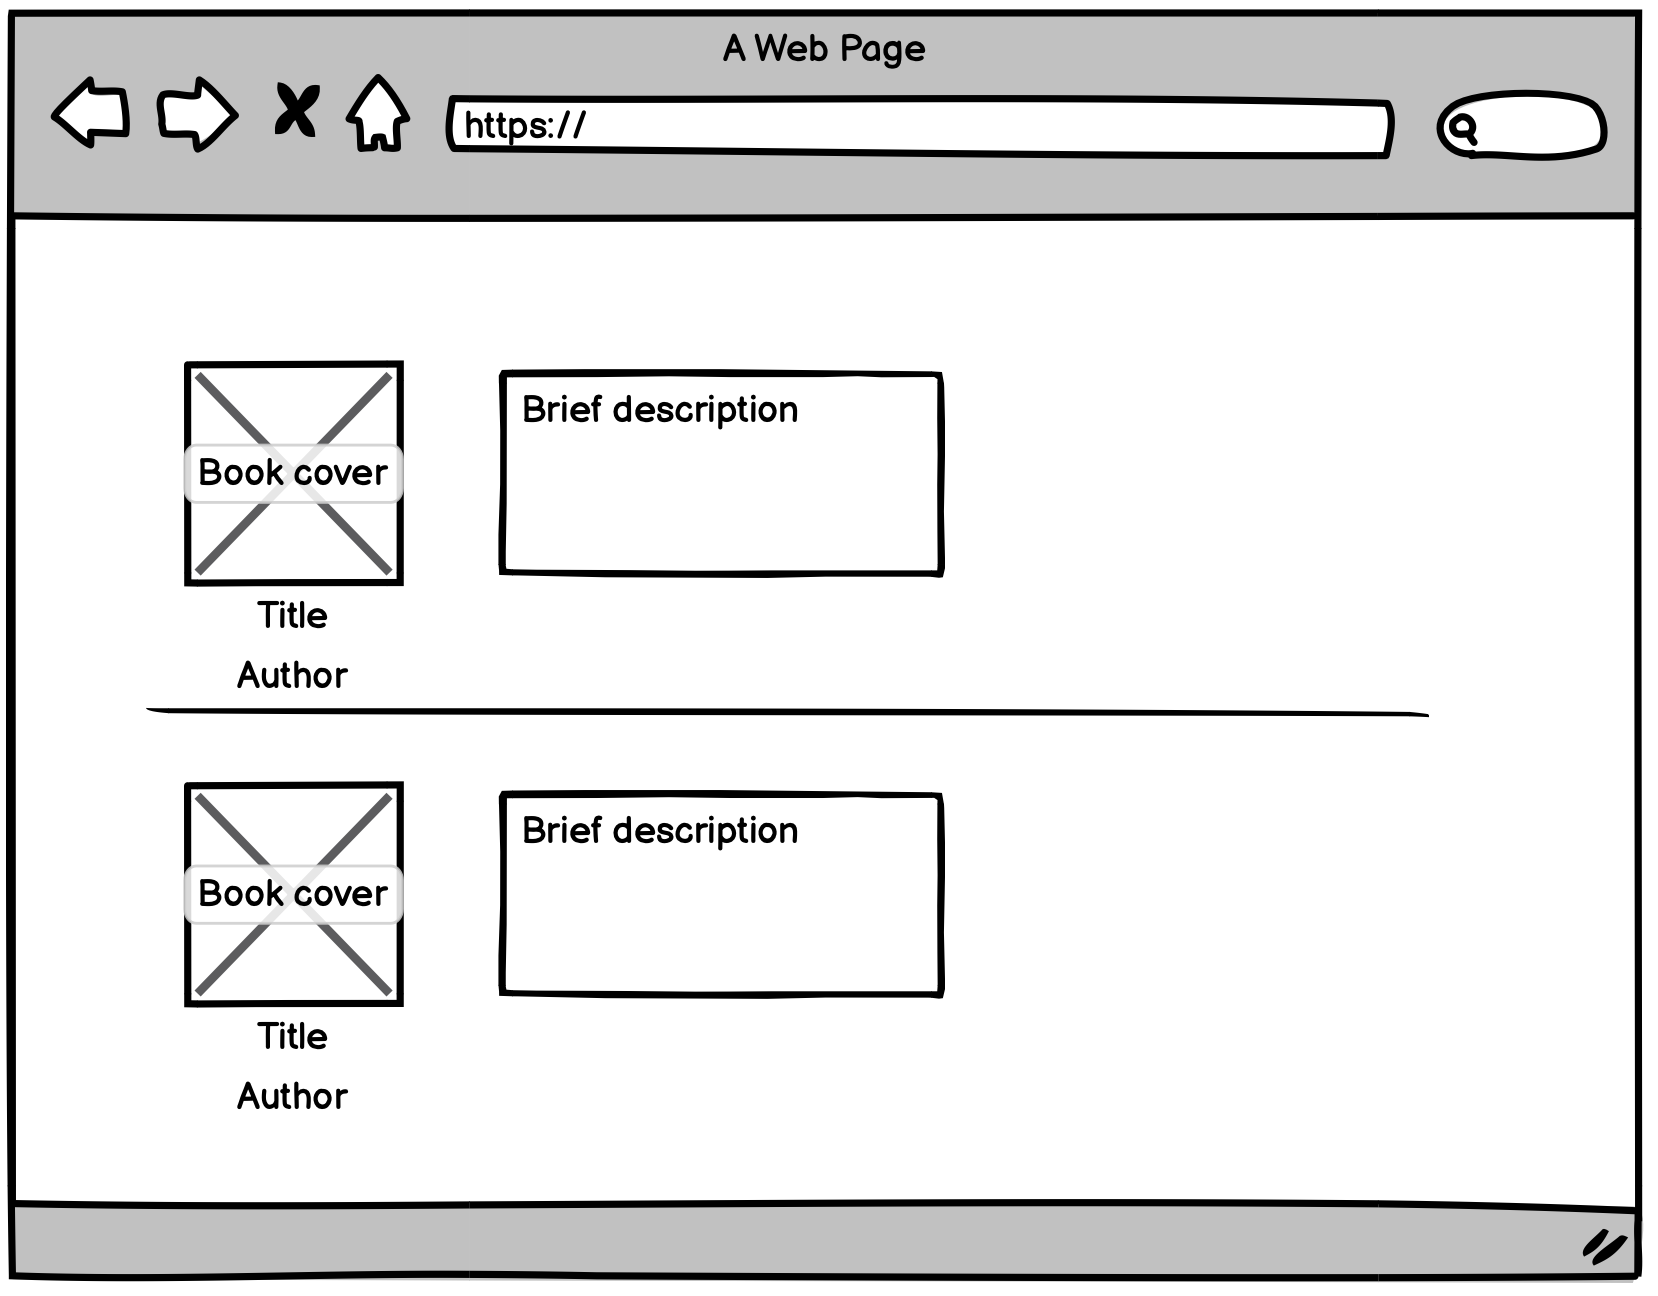 A Web Page
https://
Brief description
Book cover
Title
Author
Brief description
Book cover
Title
Author